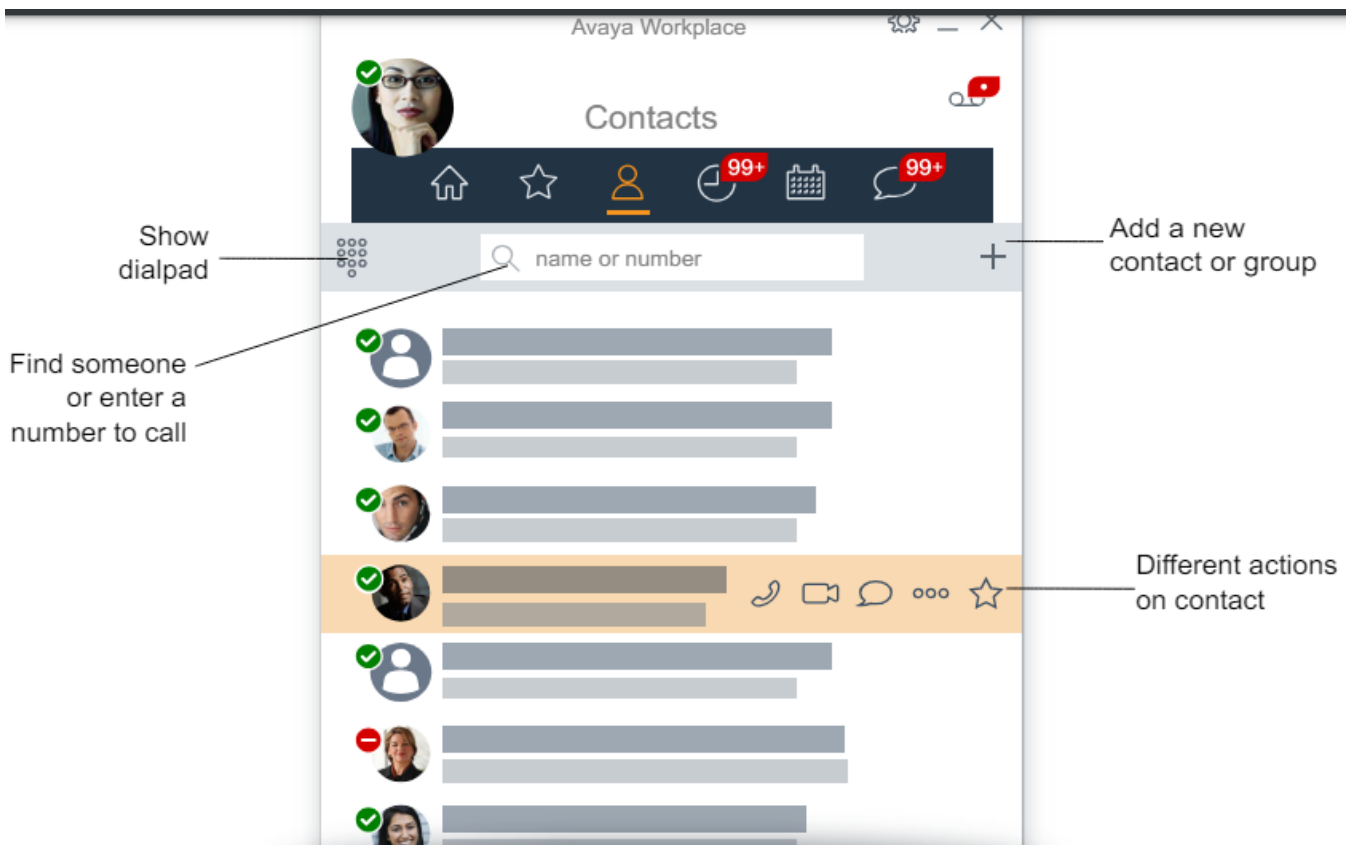 Avaya Workplace
Contacts
99+
99+
Show
dialpad
name or number
Add a new
contact or group
Find someone
or enter a
number to call
Different actions
on contact